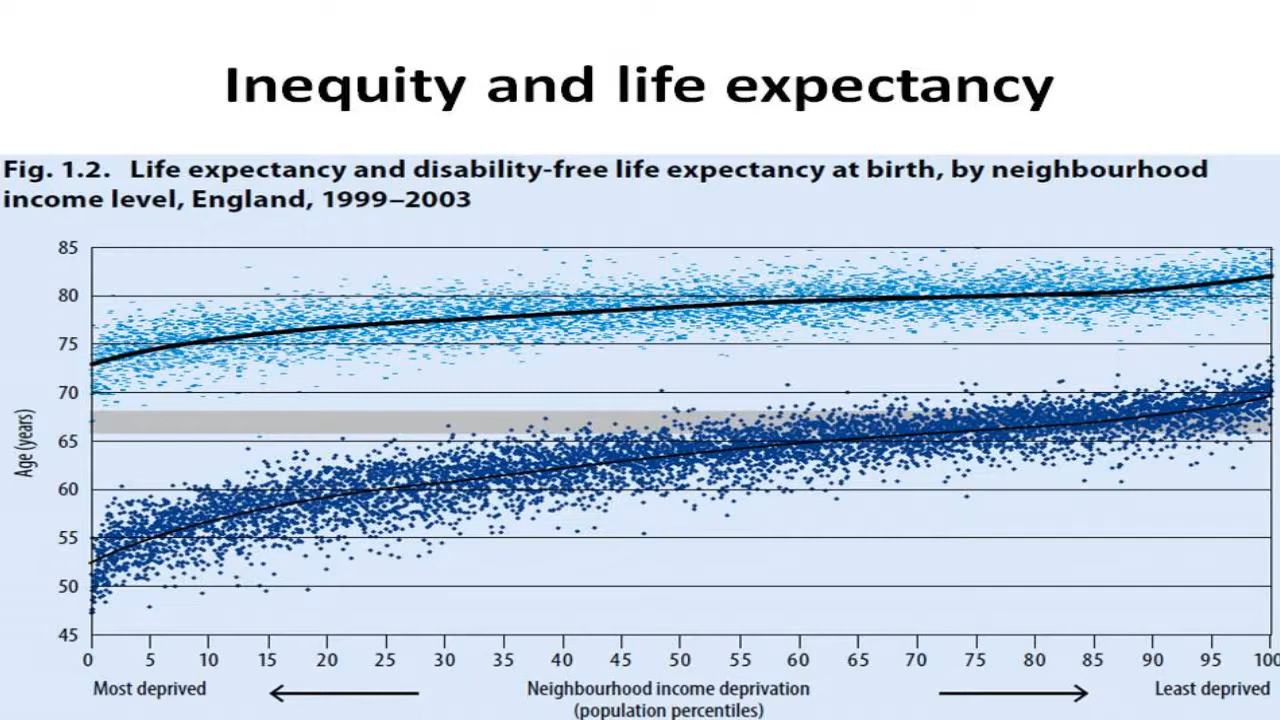 Inequity and life expectancy
Fig. 1.2. Life expectancy and disability-free life expectancy at birth, by neighbourhood
income level, England, 1999–2003
85
80
75
70
65
60
55
50
45
Age (years)
0 5 10 15 20 25 30 35 40 45 50 55 60 65 70 75 80 85 90 95 100
Most deprived Neighbourhood income deprivation Least deprived
(population percentiles)